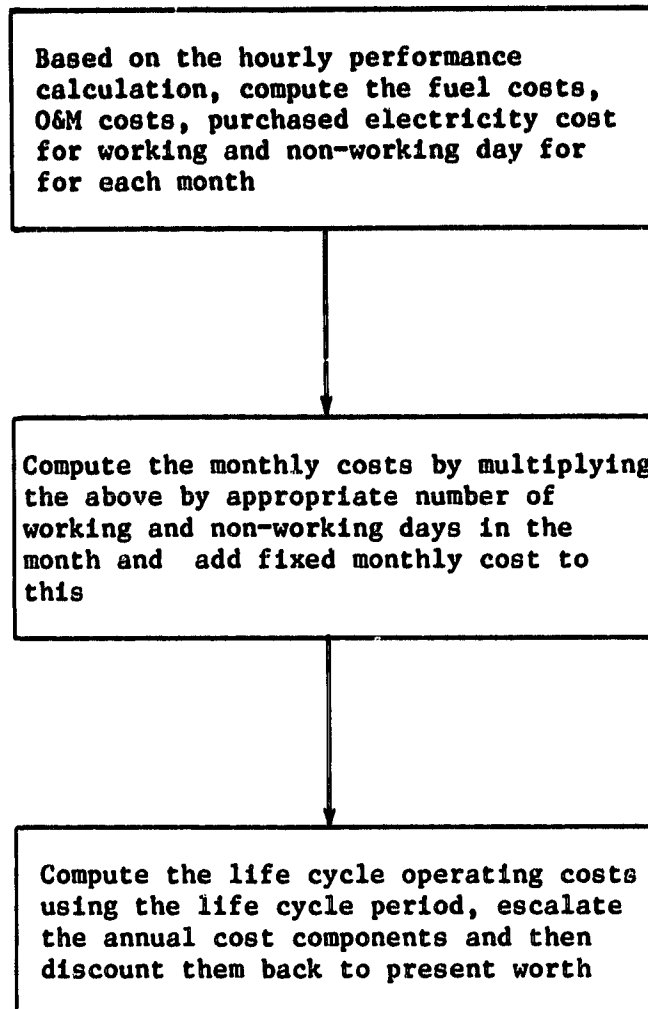 Based on the hourly performance
calculation, compute the fuel costs,
O&M costs, purchased electricity cost
for working and non-working day for
for each month
Compute the monthly costs by multiplying
the above by appropriate number of
working and non-working days in the
month and add fixed monthly cost to
this
Compute the life cycle operating costs
using the life cycle period, escalate
the annual cost components and then
discount them back to present worth